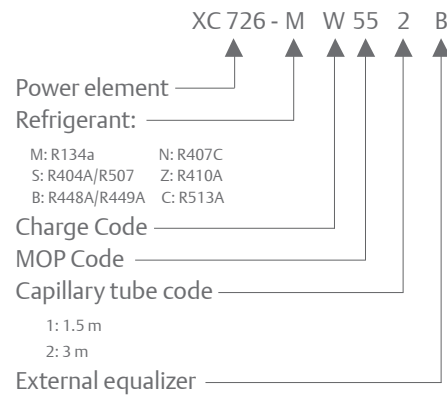 XC 726 - M W 55 2 B
Power element
Refrigerant:
M: R134a N: R407C
S: R404A/R507 Z: R410A
B: R448A/R449A C: R513A
Charge Code
MOP Code
Capillary tube code
1: 1.5 m
2: 3 m
External equalizer